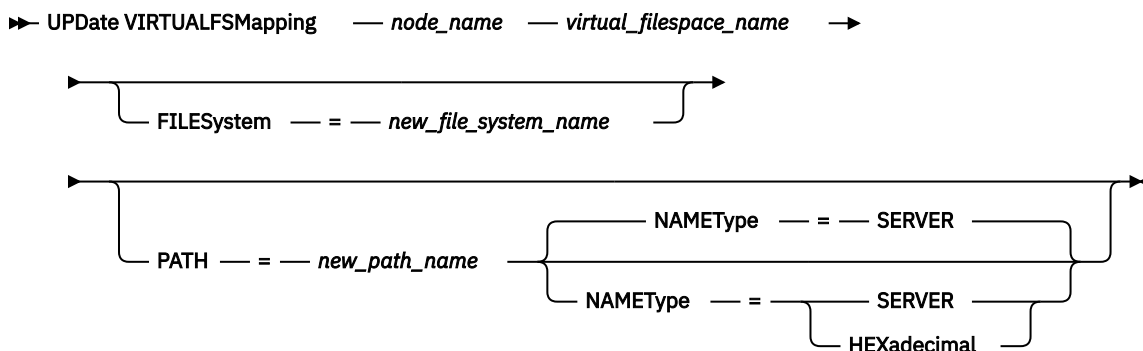 UPDate VIRTUALFSMapping node_name virtual_filespace_name
FILESystem = new_file_system_name
NAMEType = SERVER
PATH = new_path_name
NAMEType = SERVER
HEXadecimal